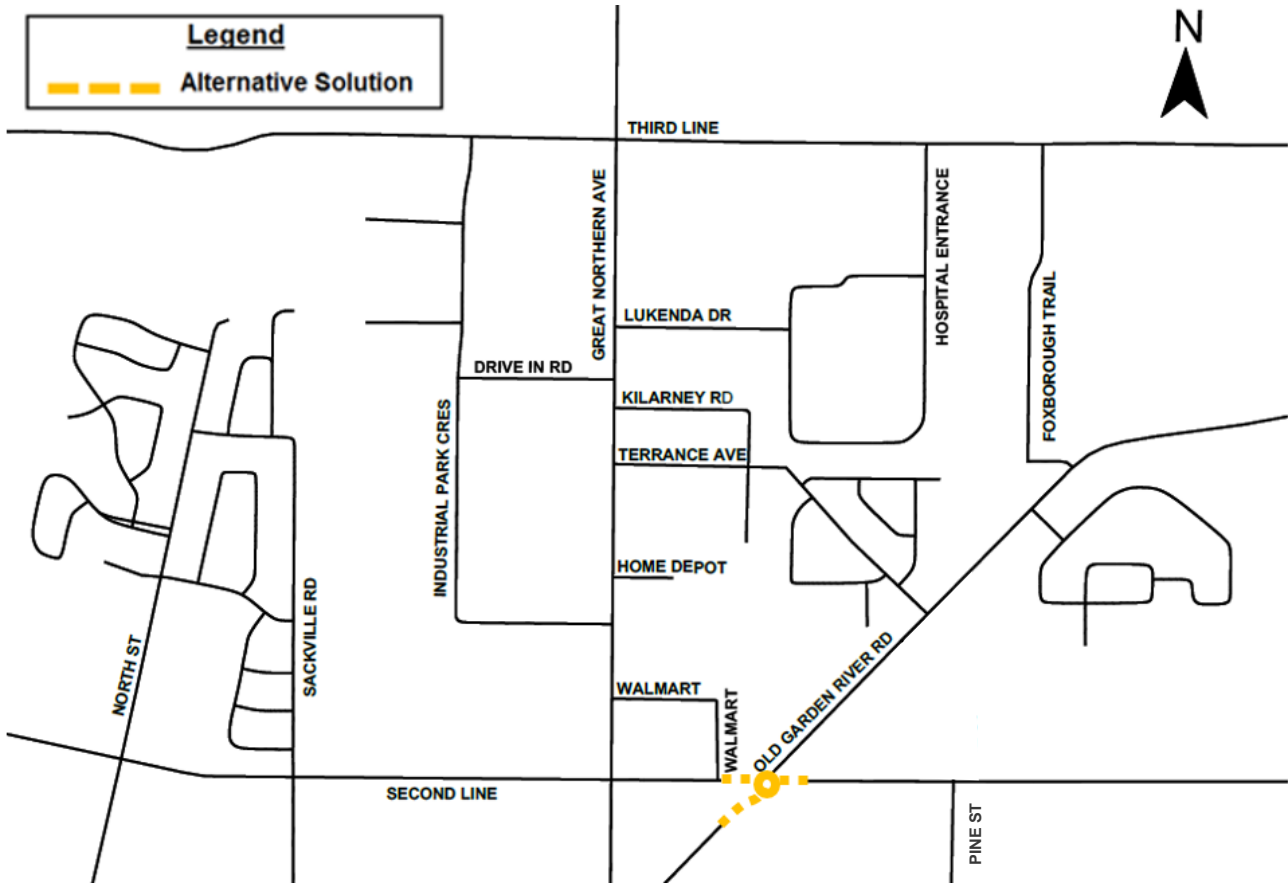 Legend
Alternative Solution
N
THIRD LINE
GREAT NORTHERN AVE
HOSPITAL ENTRANCE
FOXBOROUGH TRAIL
LUKENDA DR
DRIVE IN RD
KILARNEY RD
TERRANCE AVE
INDUSTRIAL PARK CRES
HOME DEPOT
SACKVILLE RD
NORTH ST
WALMART
WALMART
OLD GARDEN RIVER RD
SECOND LINE
PINE ST